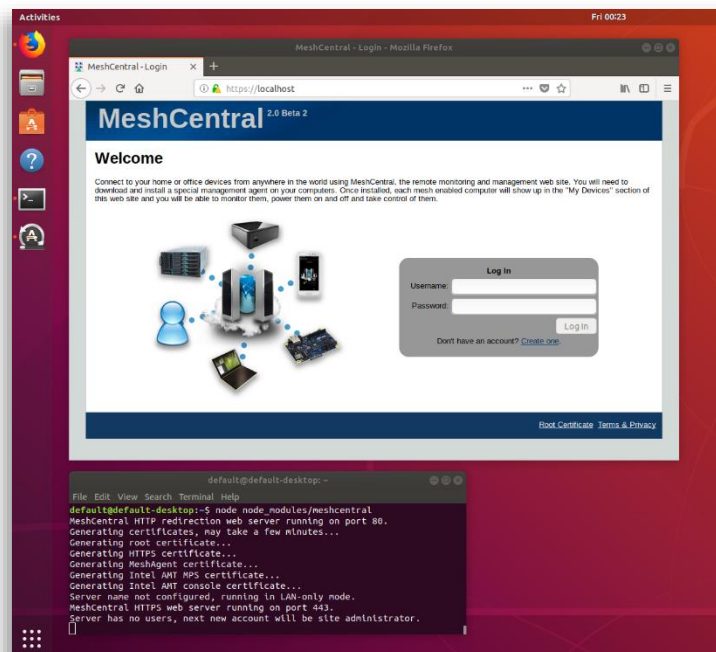 Activities
Fri 00:23
MeshCentral - Login - Mozilla Firefox
MeshCentral - Login
https://localhost
MeshCentral 2.0 Beta 2
Welcome
Connect to your home or office devices from anywhere in the world using MeshCentral, the remote monitoring and management web site. You will need to
download and install a special management agent on your computers. Once installed, each mesh enabled computer will show up in the "My Devices" section of
this web site and you will be able to monitor them, power them on and off and take control of them.
Log In
Username:
Password:
Log In
Don't have an account? Create one.
Root Certificate Terms & Privacy
default@default-desktop: ~
File Edit View Search Terminal Help
default@default-desktop:~$ node node_modules/meshcentral
MeshCentral HTTP redirection web server running on port 80.
Generating certificates, may take a few minutes...
Generating root certificate...
Generating HTTPS certificate...
Generating MeshAgent certificate...
Generating Intel AMT MPS certificate...
Generating Intel AMT console certificate...
Server name not configured, running in LAN-only mode.
MeshCentral HTTPS web server running on port 443.
Server has no users, next new account will be site administrator.